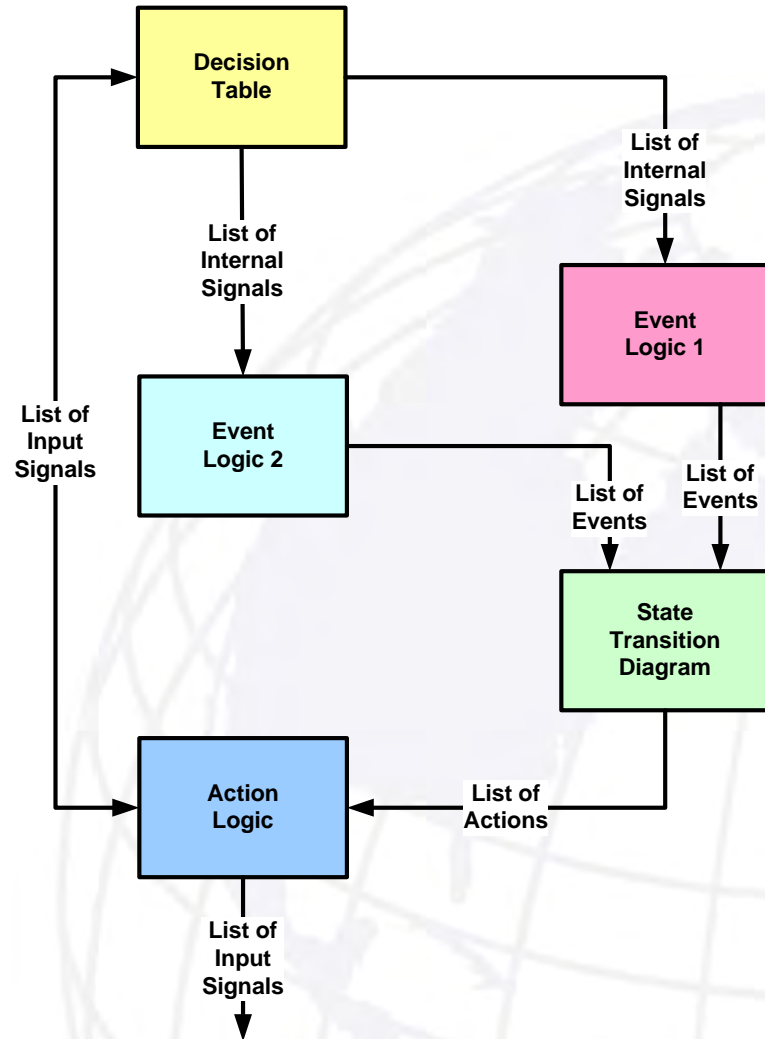 Decision
Table
List of
Internal
Signals
List of
Internal
Signals
Event
Logic 1
List of
Input
Signals
Event
Logic 2
List of
Events
List of
Events
State
Transition
Diagram
Action
Logic
List of
Actions
List of
Input
Signals